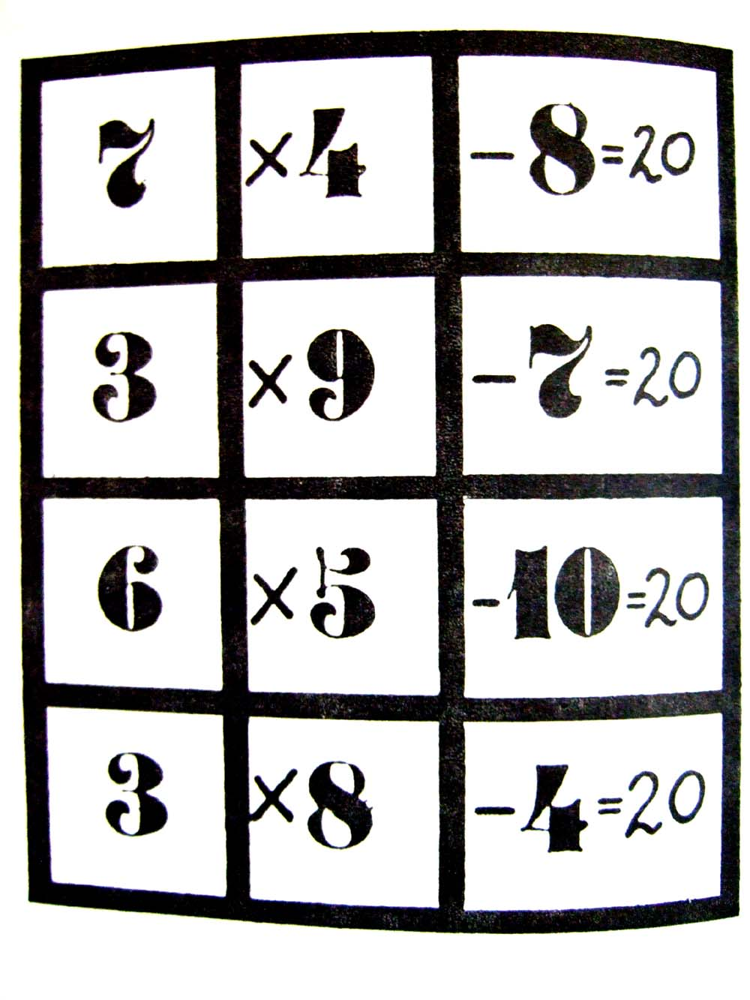 7 × 4 − 8 = 20
3 × 9 − 7 = 20
6 × 5 − 10 = 20
3 × 8 − 4 = 20